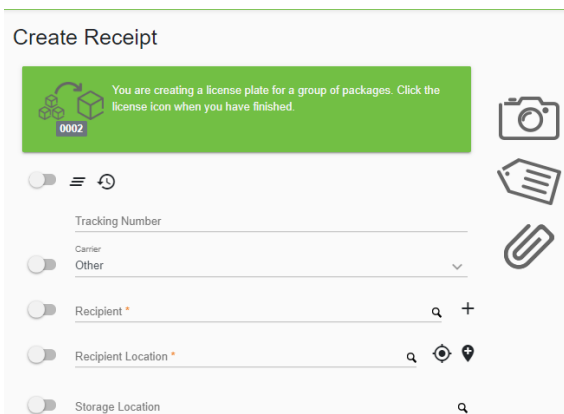 Create Receipt
You are creating a license plate for a group of packages. Click the
license icon when you have finished.
0002
Tracking Number
Carrier
Other
Recipient *
Recipient Location *
Storage Location